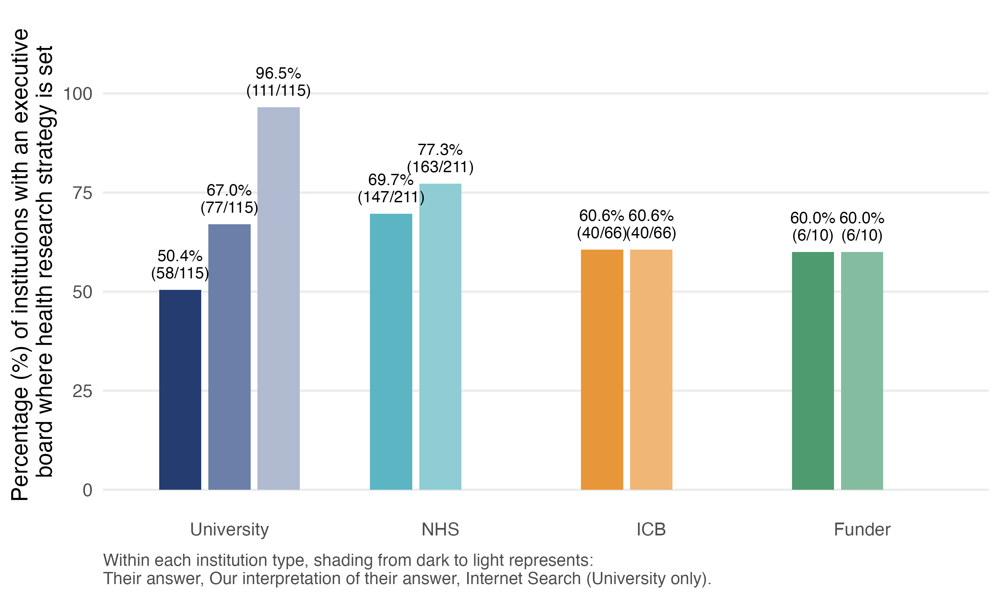 Percentage (%) of institutions with an executive
board where health research strategy is set
100
75
50
25
0
50.4%
(58/115)
67.0%
(77/115)
96.5%
(111/115)
69.7%
(147/211)
77.3%
(163/211)
60.6%
(40/66)
60.6%
(40/66)
60.0%
(6/10)
60.0%
(6/10)
University
NHS
ICB
Funder
Within each institution type, shading from dark to light represents:
Their answer, Our interpretation of their answer, Internet Search (University only).